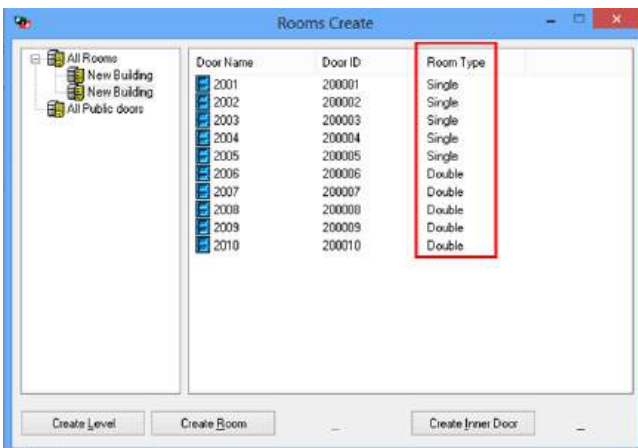 Rooms Create
All Rooms
New Building
New Building
All Public doors
Door Name Door ID Room Type
2001 200001 Single
2002 200002 Single
2003 200003 Single
2004 200004 Single
2005 200005 Single
2006 200006 Double
2007 200007 Double
2008 200008 Double
2009 200009 Double
2010 200010 Double
Create Level Create Room ... Create Inner Door ...